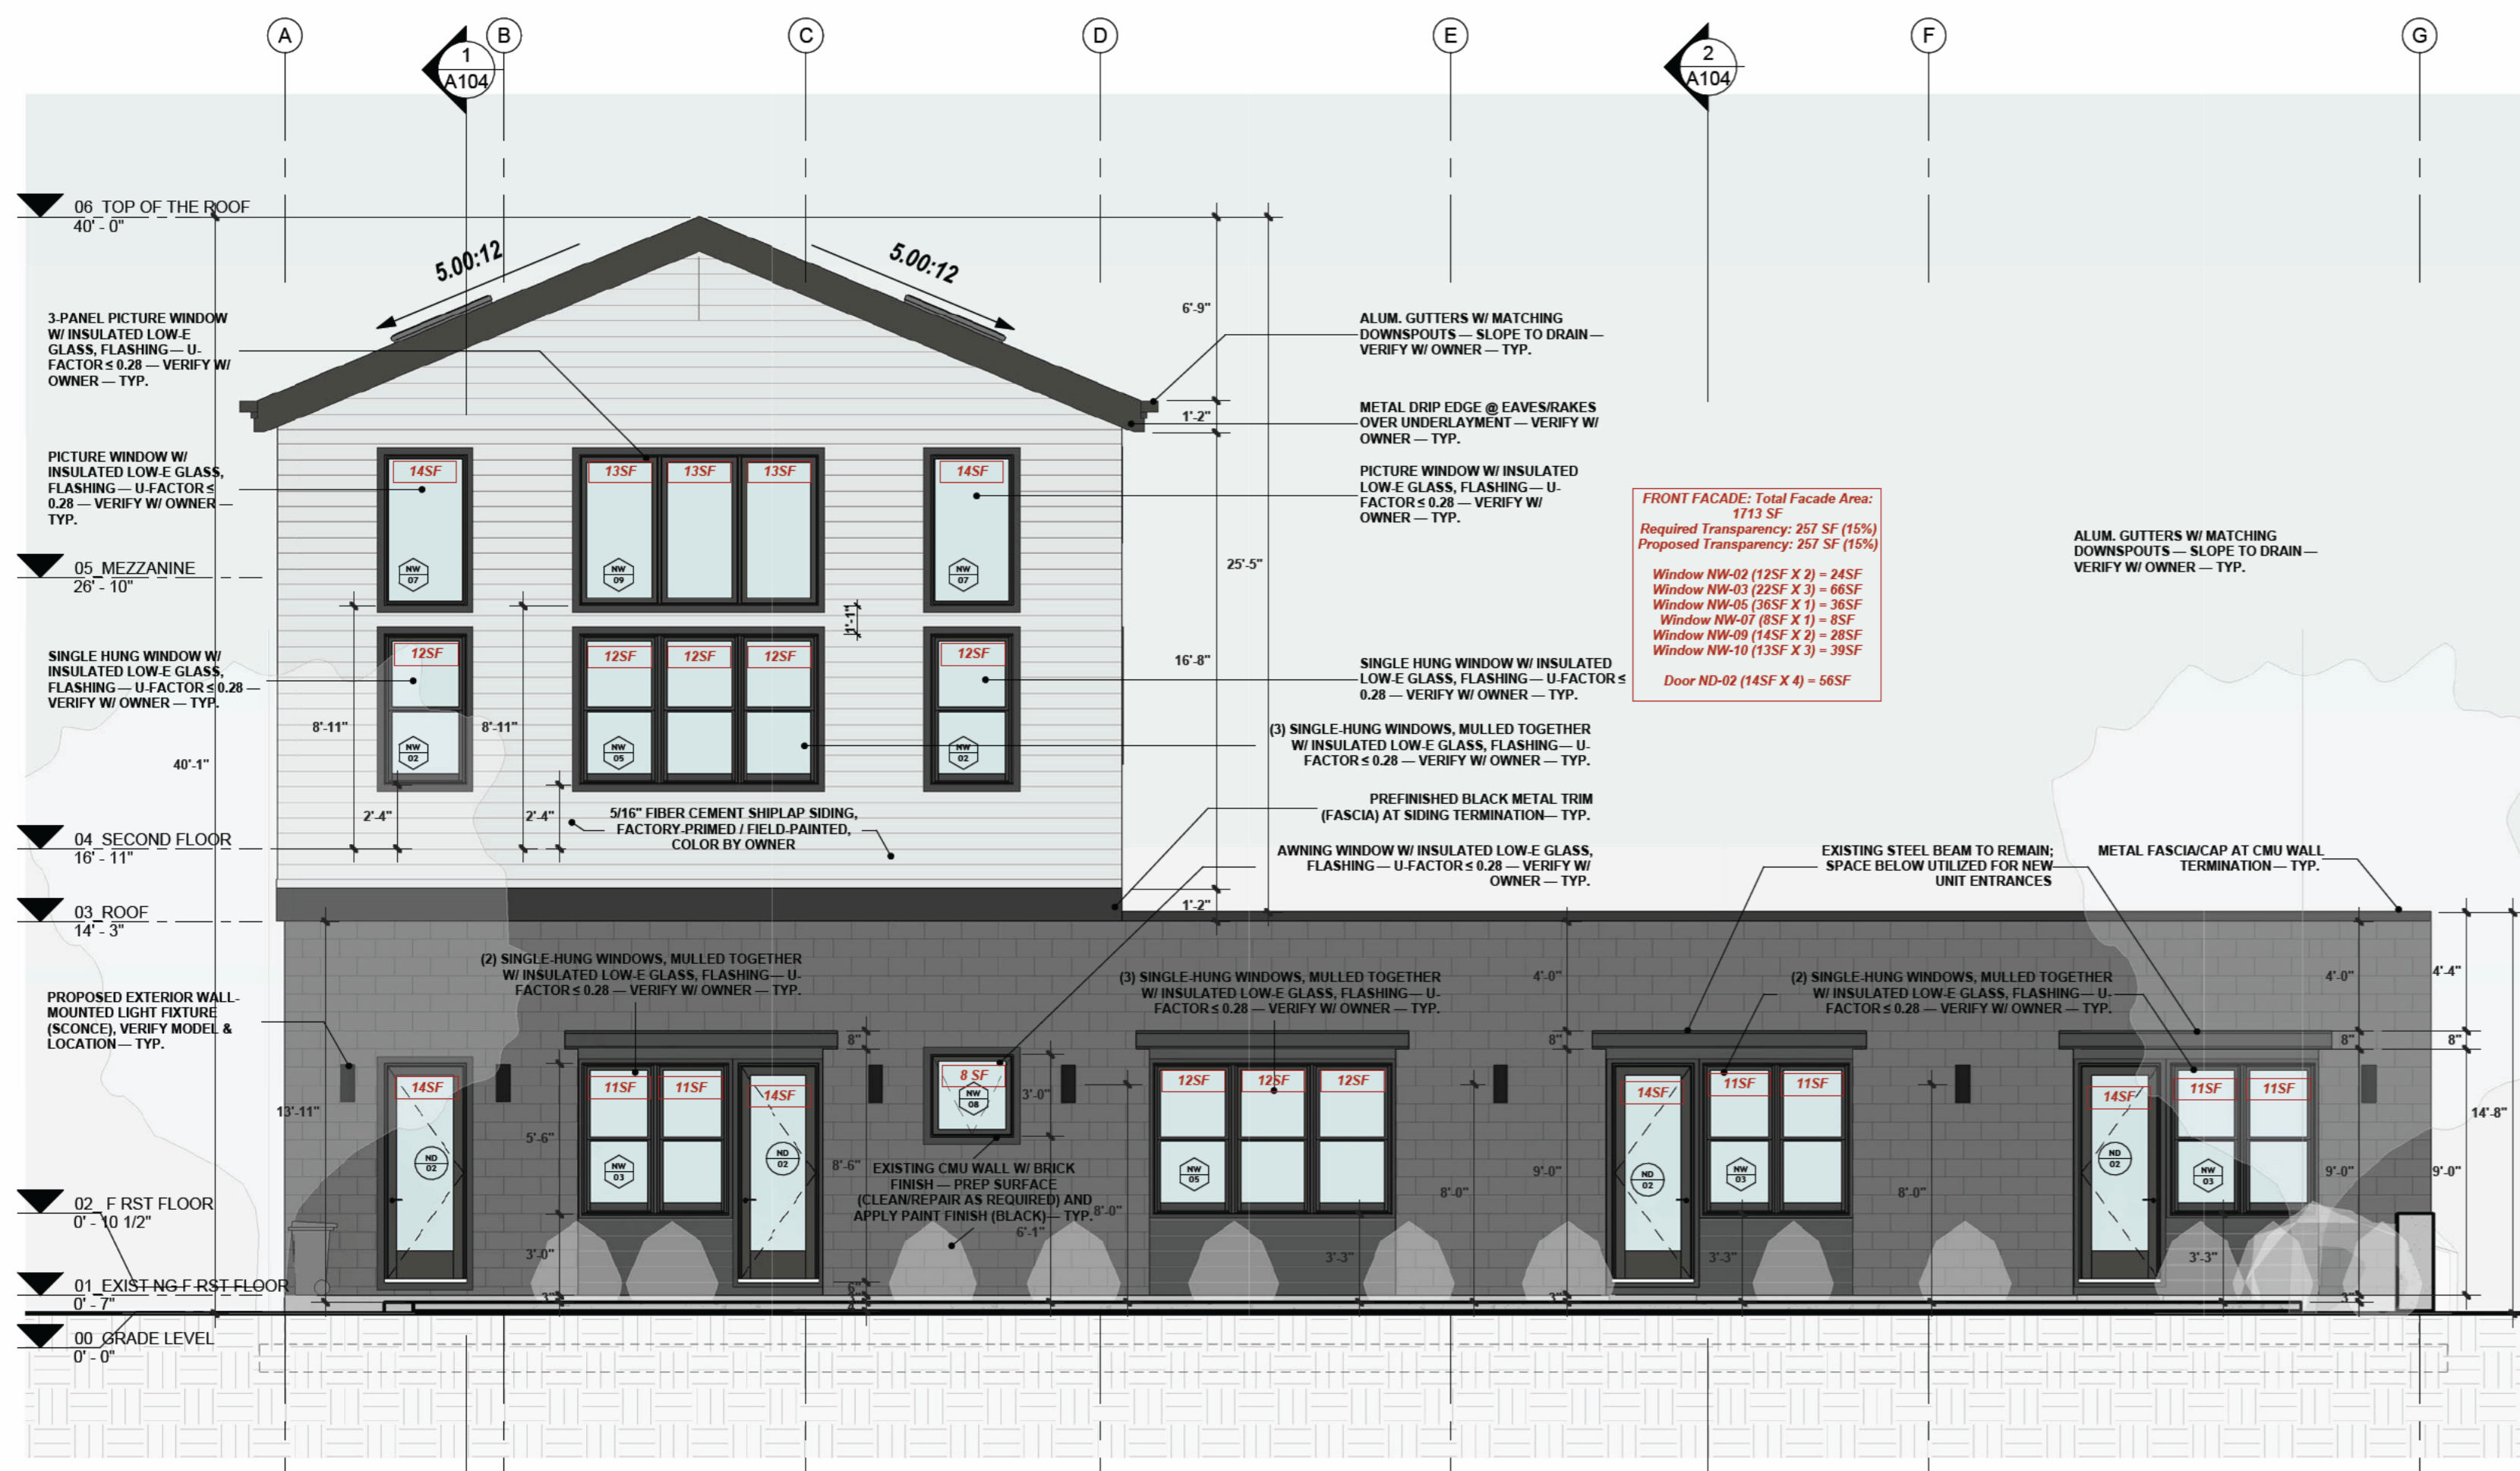 A
B
C
D
E
F
G
1
A104
2
A104
06 TOP OF THE ROOF
40' - 0"
5.00:12
5.00:12
3-PANEL PICTURE WINDOW
W/ INSULATED LOW-E
GLASS, FLASHING — U-
FACTOR ≤ 0.28 — VERIFY W/
OWNER — TYP.
6'-9"
1'-2"
ALUM. GUTTERS W/ MATCHING
DOWNSPOUTS — SLOPE TO DRAIN —
VERIFY W/ OWNER — TYP.
METAL DRIP EDGE @ EAVES/RAKES
OVER UNDERLAYMENT — VERIFY W/
OWNER — TYP.
PICTURE WINDOW W/
INSULATED LOW-E GLASS,
FLASHING — U-FACTOR ≤
0.28 — VERIFY W/ OWNER —
TYP.
14SF
13SF
13SF
13SF
14SF
PICTURE WINDOW W/ INSULATED
LOW-E GLASS, FLASHING — U-
FACTOR ≤ 0.28 — VERIFY W/
OWNER — TYP.
FRONT FACADE: Total Facade Area:
1713 SF
Required Transparency: 257 SF (15%)
Proposed Transparency: 257 SF (15%)
Window NW-02 (12SF X 2) = 24SF
Window NW-03 (22SF X 3) = 66SF
Window NW-05 (36SF X 1) = 36SF
Window NW-07 (8SF X 1) = 8SF
Window NW-09 (14SF X 2) = 28SF
Window NW-10 (13SF X 3) = 39SF
Door ND-02 (14SF X 4) = 56SF
ALUM. GUTTERS W/ MATCHING
DOWNSPOUTS — SLOPE TO DRAIN —
VERIFY W/ OWNER — TYP.
05_MEZZANINE
26' - 10"
NW
07
NW
09
NW
07
25'-5"
1'-1"
16'-8"
SINGLE HUNG WINDOW W/
INSULATED LOW-E GLASS,
FLASHING — U-FACTOR ≤ 0.28 —
VERIFY W/ OWNER — TYP.
12SF
12SF
12SF
12SF
12SF
SINGLE HUNG WINDOW W/ INSULATED
LOW-E GLASS, FLASHING — U-FACTOR ≤
0.28 — VERIFY W/ OWNER — TYP.
8'-11"
8'-11"
40'-1"
NW
02
NW
05
NW
02
(3) SINGLE-HUNG WINDOWS, MULLED TOGETHER
W/ INSULATED LOW-E GLASS, FLASHING — U-
FACTOR ≤ 0.28 — VERIFY W/ OWNER — TYP.
2'-4"
2'-4"
5/16" FIBER CEMENT SHIPLAP SIDING,
FACTORY-PRIMED / FIELD-PAINTED,
COLOR BY OWNER
PREFINISHED BLACK METAL TRIM
(FASCIA) AT SIDING TERMINATION — TYP.
04_SECOND FLOOR
16' - 11"
AWNING WINDOW W/ INSULATED LOW-E GLASS,
FLASHING — U-FACTOR ≤ 0.28 — VERIFY W/
OWNER — TYP.
EXISTING STEEL BEAM TO REMAIN;
SPACE BELOW UTILIZED FOR NEW
UNIT ENTRANCES
METAL FASCIA/CAP AT CMU WALL
TERMINATION — TYP.
03_ROOF
14' - 3"
1'-2"
(2) SINGLE-HUNG WINDOWS, MULLED TOGETHER
W/ INSULATED LOW-E GLASS, FLASHING — U-
FACTOR ≤ 0.28 — VERIFY W/ OWNER — TYP.
(3) SINGLE-HUNG WINDOWS, MULLED TOGETHER
W/ INSULATED LOW-E GLASS, FLASHING — U-
FACTOR ≤ 0.28 — VERIFY W/ OWNER — TYP.
4'-0"
(2) SINGLE-HUNG WINDOWS, MULLED TOGETHER
W/ INSULATED LOW-E GLASS, FLASHING — U-
FACTOR ≤ 0.28 — VERIFY W/ OWNER — TYP.
4'-0"
4'-4"
PROPOSED EXTERIOR WALL-
MOUNTED LIGHT FIXTURE
(SCONCE), VERIFY MODEL &
LOCATION — TYP.
8"
8"
8"
8"
14SF
11SF
11SF
14SF
8 SF
NW
08
3'-0"
12SF
12SF
12SF
14SF
11SF
11SF
14SF
11SF
11SF
13'-11"
5'-6"
14'-8"
ND
02
NW
03
ND
02
8'-6"
EXISTING CMU WALL W/ BRICK
FINISH — PREP SURFACE
(CLEAN/REPAIR AS REQUIRED) AND
APPLY PAINT FINISH (BLACK) — TYP.
8'-0"
6'-1"
NW
05
8'-0"
9'-0"
ND
02
NW
03
8'-0"
ND
02
NW
03
9'-0"
9'-0"
02_ F RST FLOOR
0' - 10 1/2"
3'-0"
3'-3"
3'-3"
3'-3"
01_EXIST NG F RST FLOOR
0' - 7"
3"
6"
3"
3"
00_GRADE LEVEL
0' - 0"